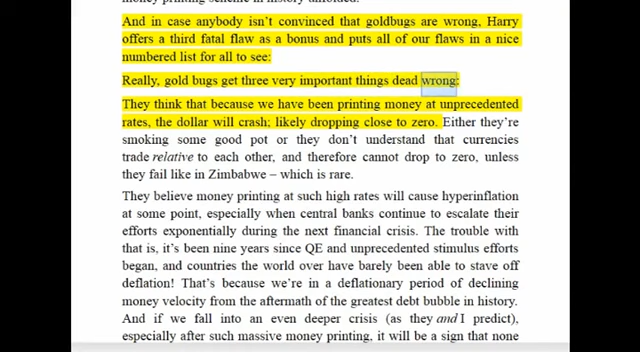 money printing scheme in history unfolded.
And in case anybody isn’t convinced that goldbugs are wrong, Harry
offers a third fatal flaw as a bonus and puts all of our flaws in a nice
numbered list for all to see:
Really, gold bugs get three very important things dead wrong:
They think that because we have been printing money at unprecedented
rates, the dollar will crash; likely dropping close to zero. Either they’re
smoking some good pot or they don’t understand that currencies
trade relative to each other, and therefore cannot drop to zero, unless
they fail like in Zimbabwe – which is rare.
They believe money printing at such high rates will cause hyperinflation
at some point, especially when central banks continue to escalate their
efforts exponentially during the next financial crisis. The trouble with
that is, it’s been nine years since QE and unprecedented stimulus efforts
began, and countries the world over have barely been able to stave off
deflation! That’s because we’re in a deflationary period of declining
money velocity from the aftermath of the greatest debt bubble in history.
And if we fall into an even deeper crisis (as they and I predict),
especially after such massive money printing, it will be a sign that none